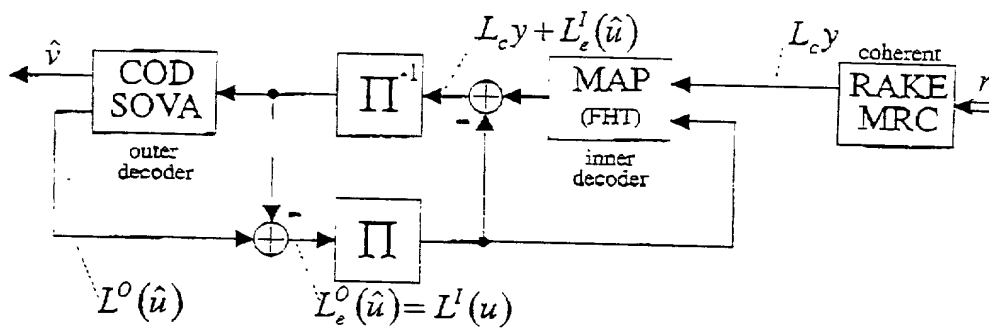 L_c y + L_e^I(û)
L_c y
v̂
coherent
COD
SOVA
Π^-1
-
MAP
(FHT)
RAKE
MRC
r
outer
decoder
inner
decoder
-
Π
L^O(û)
L_e^O(û) = L^I(u)